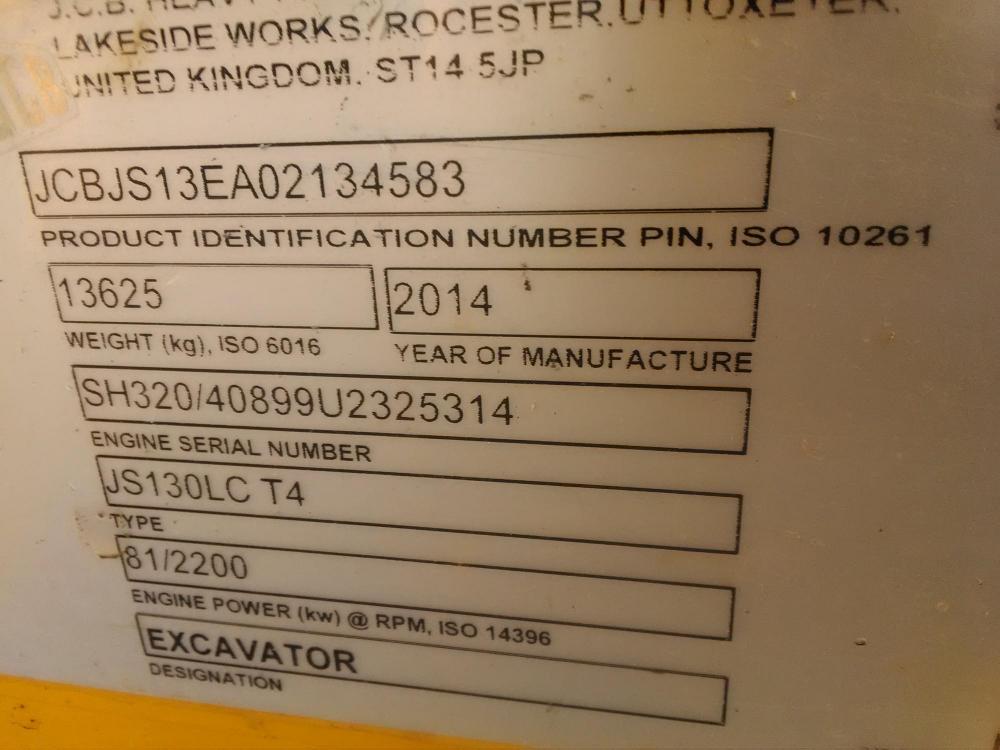 J.C.B. HEAVY
LAKESIDE WORKS, ROCESTER, UTTOXETER,
UNITED KINGDOM. ST14 5JP
JCBJS13EA02134583
PRODUCT IDENTIFICATION NUMBER PIN, ISO 10261
13625 2014
WEIGHT (kg), ISO 6016 YEAR OF MANUFACTURE
SH320/40899U2325314
ENGINE SERIAL NUMBER
JS130LC T4
TYPE
81/2200
ENGINE POWER (kw) @ RPM, ISO 14396
EXCAVATOR
DESIGNATION